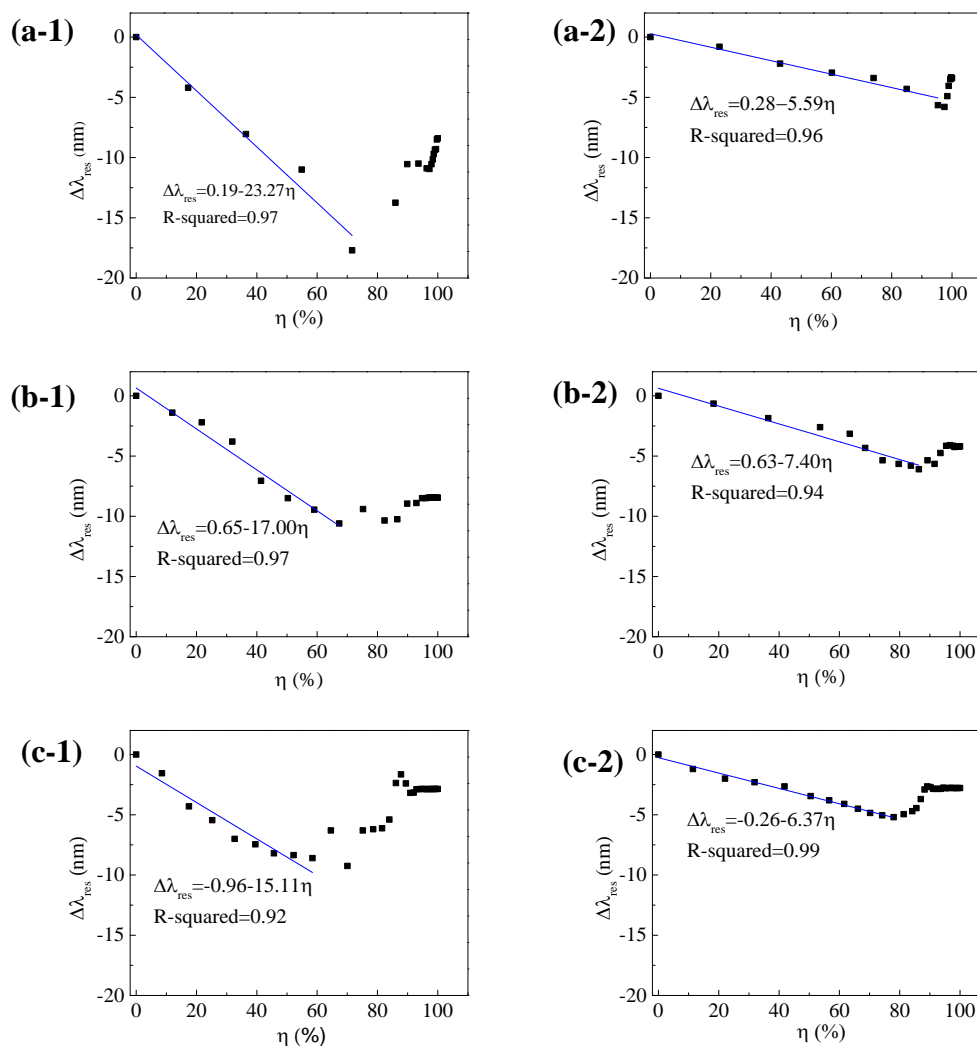 (a-1)
0
-5
-10
-15
-20
Δλres (nm)
Δλres=0.19-23.27η
R-squared=0.97
0 20 40 60 80 100
η (%)
(a-2)
0
-5
-10
-15
-20
Δλres (nm)
Δλres=0.28−5.59η
R-squared=0.96
0 20 40 60 80 100
η (%)
(b-1)
0
-5
-10
-15
-20
Δλres (nm)
Δλres=0.65-17.00η
R-squared=0.97
0 20 40 60 80 100
η (%)
(b-2)
0
-5
-10
-15
-20
Δλres (nm)
Δλres=0.63-7.40η
R-squared=0.94
0 20 40 60 80 100
η (%)
(c-1)
0
-5
-10
-15
-20
Δλres (nm)
Δλres=-0.96-15.11η
R-squared=0.92
0 20 40 60 80 100
η (%)
(c-2)
0
-5
-10
-15
-20
Δλres (nm)
Δλres=-0.26-6.37η
R-squared=0.99
0 20 40 60 80 100
η (%)